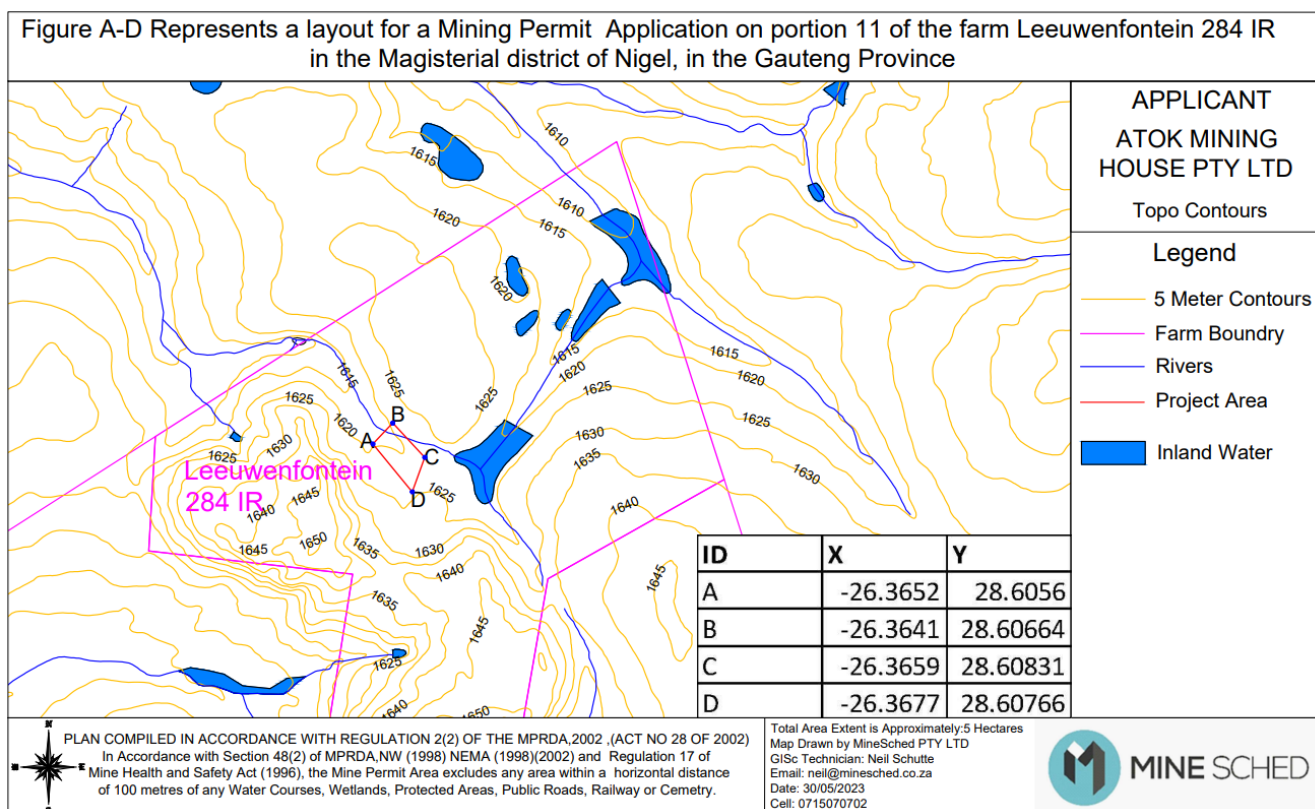 Figure A-D Represents a layout for a Mining Permit Application on portion 11 of the farm Leeuwenfontein 284 IR
in the Magisterial district of Nigel, in the Gauteng Province
APPLICANT
ATOK MINING
HOUSE PTY LTD
Topo Contours
Legend
5 Meter Contours
Farm Boundry
Rivers
Project Area
Inland Water
1610
1615
1620
1610
1615
1620
1615
1620
1625
1615
1620
1625
1630
1615
1625
1625
1625
1620
1630
1635
1630
1625
1640
1645
1640
1645
1650
1635
1625
1630
1640
1635
1645
1645
1625
1640
1650
A
B
C
D
Leeuwenfontein
284 IR
ID X Y
A -26.3652 28.6056
B -26.3641 28.60664
C -26.3659 28.60831
D -26.3677 28.60766
N
PLAN COMPILED IN ACCORDANCE WITH REGULATION 2(2) OF THE MPRDA,2002 ,(ACT NO 28 OF 2002)
In Accordance with Section 48(2) of MPRDA,NW (1998) NEMA (1998)(2002) and Regulation 17 of
Mine Health and Safety Act (1996), the Mine Permit Area excludes any area within a horizontal distance
of 100 metres of any Water Courses, Wetlands, Protected Areas, Public Roads, Railway or Cemetry.
Total Area Extent is Approximately:5 Hectares
Map Drawn by MineSched PTY LTD
GISc Technician: Neil Schutte
Email: neil@minesched.co.za
Date: 30/05/2023
Cell: 0715070702
MINE SCHED